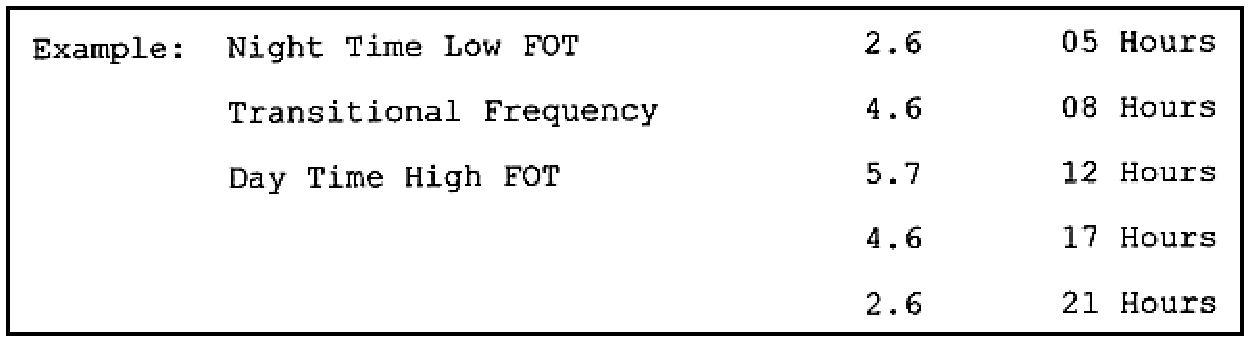 Example: Night Time Low FOT 2.6 05 Hours
Transitional Frequency 4.6 08 Hours
Day Time High FOT 5.7 12 Hours
4.6 17 Hours
2.6 21 Hours